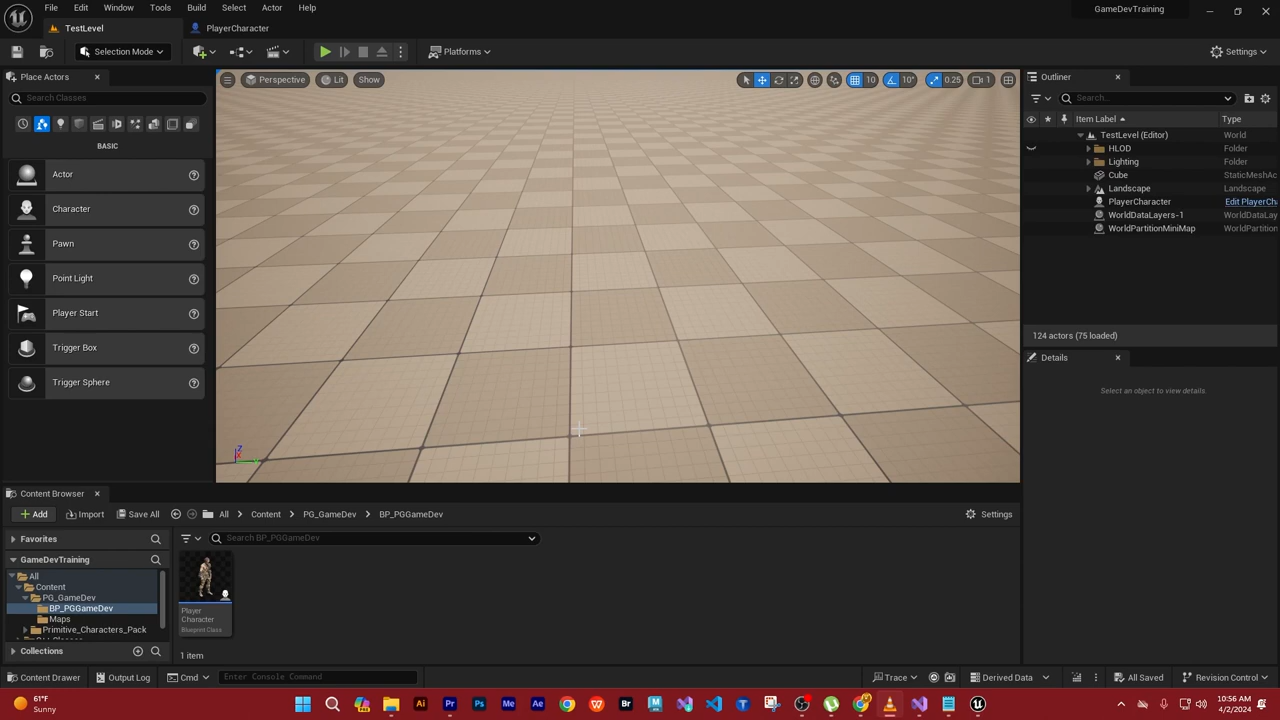 File Edit Window Tools Build Select Actor Help
GameDevTraining
TestLevel
PlayerCharacter
Selection Mode
Platforms
Settings
Place Actors
Search Classes
BASIC
Actor
Character
Pawn
Point Light
Player Start
Trigger Box
Trigger Sphere
Perspective Lit Show
10 10° 0.25 1
Z
Outliner
Search...
Item Label Type
TestLevel (Editor) World
HLOD Folder
Lighting Folder
Cube StaticMeshAc
Landscape Landscape
PlayerCharacter Edit PlayerCh
WorldDataLayers-1 WorldDataLay
WorldPartitionMiniMap WorldPartition
124 actors (75 loaded)
Details
Select an object to view details
Content Browser
Add Import Save All All Content PG_GameDev BP_PGGameDev Settings
Favorites
Search BP_PGGameDev
GameDevTraining
All
Content
PG_GameDev
BP_PGGameDev
Maps
Primitive_Characters_Pack
Collections
Player
Character
Blueprint Class
1 item
Content Drawer Output Log Cmd Enter Console Command Trace Derived Data All Saved Revision Control
61°F
Sunny
10:56 AM
4/2/2024